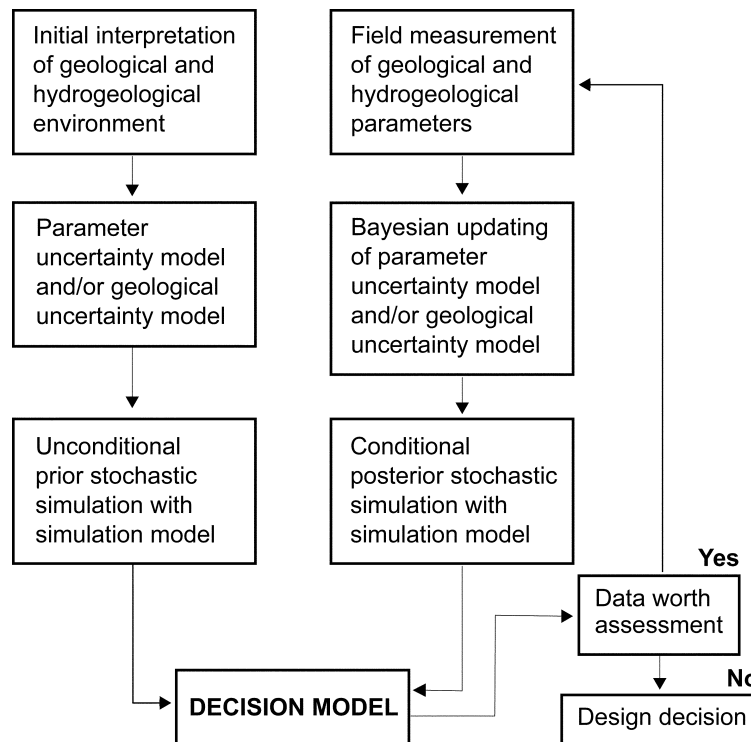 Initial interpretation
of geological and
hydrogeological
environment
Parameter
uncertainty model
and/or geological
uncertainty model
Unconditional
prior stochastic
simulation with
simulation model
Field measurement
of geological and
hydrogeological
parameters
Bayesian updating
of parameter
uncertainty model
and/or geological
uncertainty model
Conditional
posterior stochastic
simulation with
simulation model
DECISION MODEL
Yes
Data worth
assessment
No
Design decision